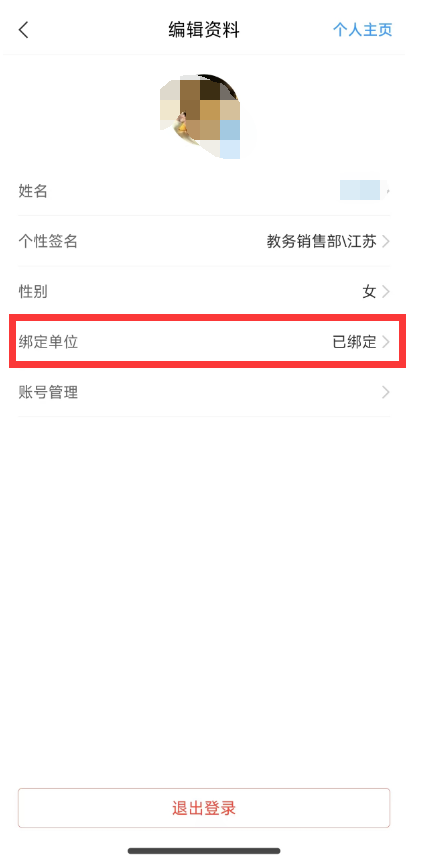 编辑资料 个人主页
姓名
个性签名 教务销售部\江苏
性别 女
绑定单位 已绑定
账号管理
退出登录